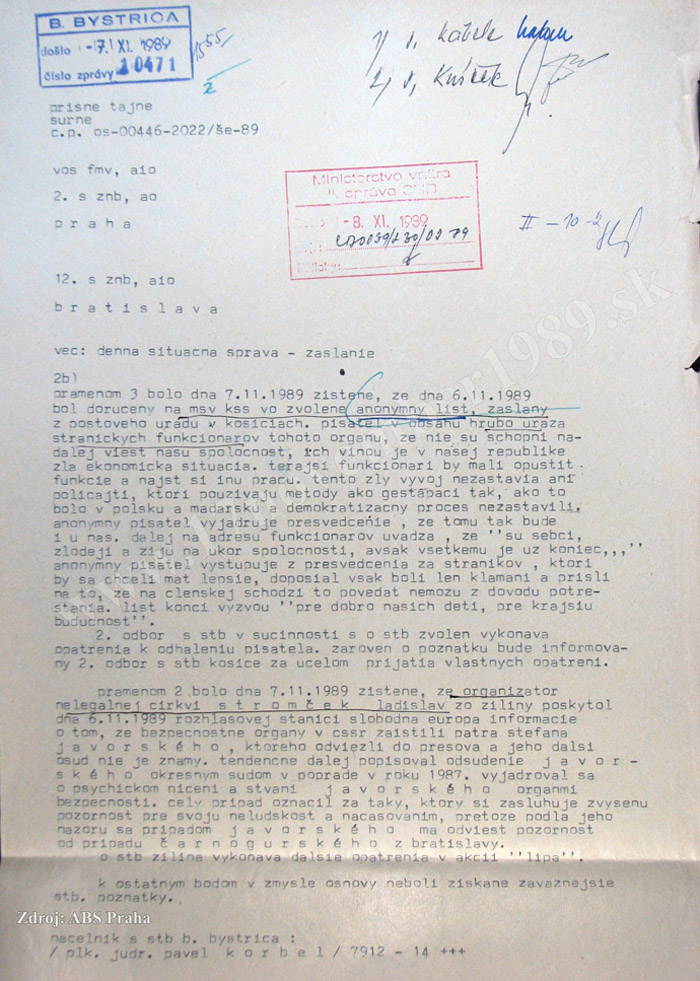 B. BYSTRICA
došlo -7. XI. 1989
číslo zprávy 10471
1555
prisne tajne
surne
c.p. os-00446-2022/še-89
vos fmv, aio
2. s znb, ao
p r a h a
Ministerstvo vnitra
správa
-8. XI. 1989
II - 10 -
12. s znb, aio
b r a t i s l a v a
vec: denna situacna sprava - zaslanie
2b)
pramenom 3 bolo dna 7.11.1989 zistene, ze dna 6.11.1989
bol doruceny na msv kss vo zvolene anonymny list, zaslany
z postoveho uradu v kosiciach. pisatel v obsahu hrubo uraza
stranickych funkcionarov tohoto organu, ze nie su schopni na-
dalej viest nasu spolocnost, ich vinou je v našej republike
zla ekonomicka situacia. terajsi funkcionari by mali opustit
funkcie a najst si inu pracu. tento zly vyvoj nezastavia ani
policajti, ktori pouzivaju metody ako gestapaci tak, ako to
bolo v polsku a madarsku a demokratizacny proces nezastavili.
anonymny pisatel vyjadruje presvedcenie , ze tomu tak bude
i u nas. dalej na adresu funkcionarov uvadza , ze ''su sebci,
zlodeji a ziju na ukor spolocnosti, avsak vsetkemu je uz koniec,,,''
anonymny pisatel vystupuje z presvedcenia za stranikov , ktori
by sa chceli mat lensie, doposial vsak boli len klamani a prisli
na to, ze na clenskej schodzi to povedat nemozu z dovodu potre-
stania. list konci vyzvou ''pre dobro nasich deti, pre krajsiu
buducnost''.
2. odbor s stb v sucinnosti s o stb zvolen vykonava
opatrenia k odhaleniu pisatela. zaroven o poznatku bude informova-
ny 2. odbor s stb kosice za ucelom prijatia vlastnych opatreni.
pramenom 2 bolo dna 7.11.1989 zistene, ze organizator
nelegalnej cirkvi s t r o m č e k ladislav zo ziliny poskytol
dna 6.11.1989 rozhlasovej stanici slobodna europa informacie
o tom, ze bezpecnostne organy v cssr zaistili patra stefana
j a v o r s k é h o , ktoreho odviezli do presova a jeho dalsi
osud nie je znamy. tendencne dalej popisoval odsudenie j a v o r -
s k é h o okresnym sudom v poprade v roku 1987. vyjadroval sa
o psychickom niceni a stvani j a v o r s k é h o organmi
bezpecnosti. cely pripad oznacil za taky, ktory si zasluhuje zvysenu
pozornost pre svoju neludskost a nacasovanim, pretoze podla jeho
nazoru sa pripadom j a v o r s k é h o ma odviest pozornost
od pripadu č a r n o g u r s k é h o z bratislavy.
o stb zilina vykonava dalsie opatrenia v akcii ''lipa''.
k ostatnym bodom v zmysle osnovy neboli ziskane zavaznejsie
stb. poznatky.
Zdroj: ABS Praha
nacelnik s stb b. bystrica :
/ plk. judr. pavel k o r b e l / 7912 - 14 +++